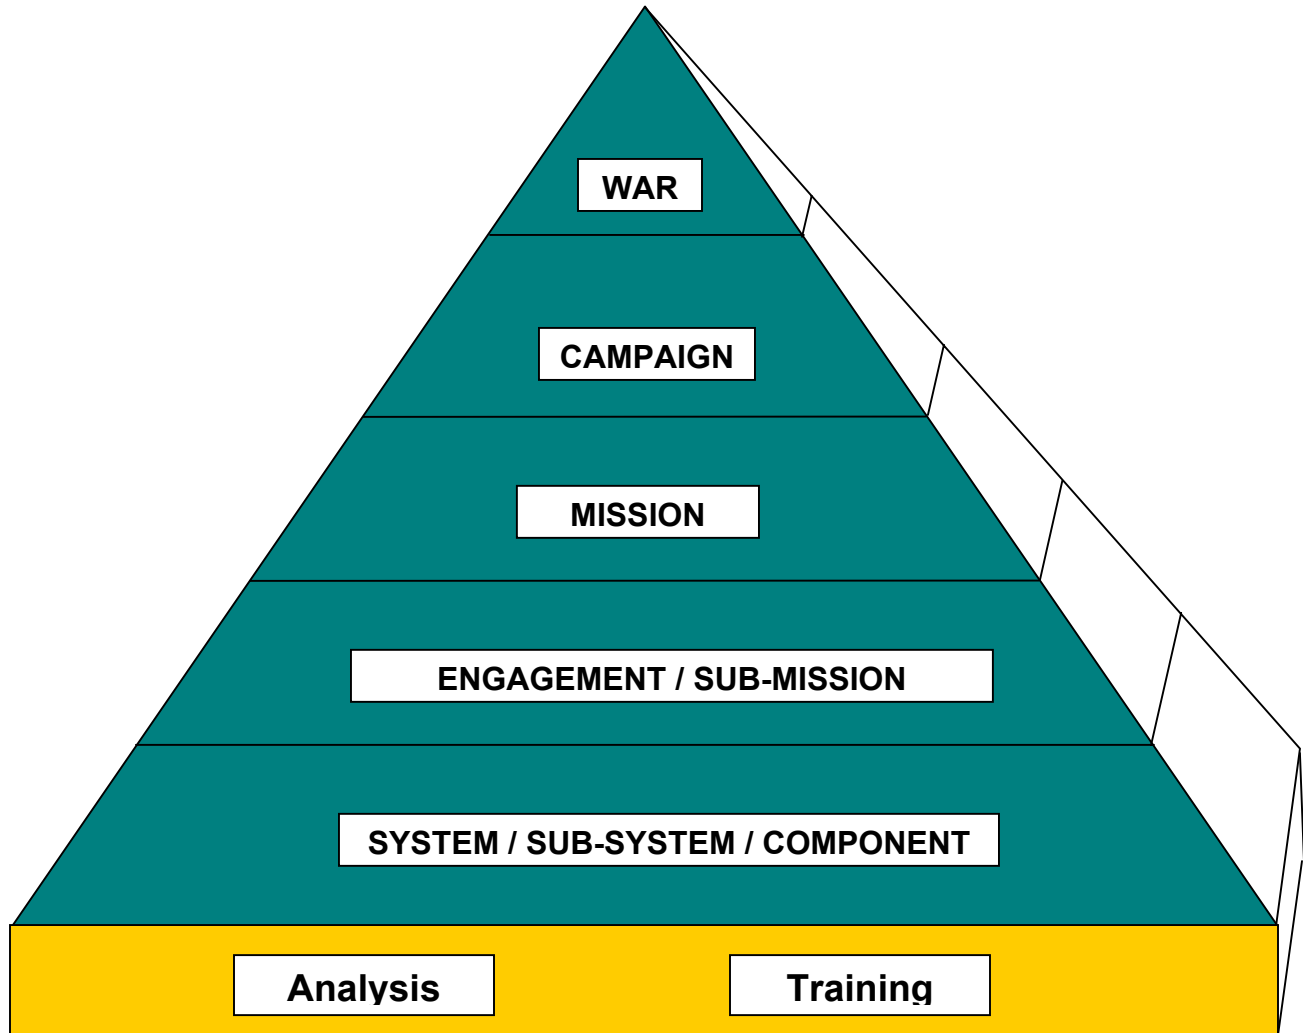 WAR
CAMPAIGN
MISSION
ENGAGEMENT / SUB-MISSION
SYSTEM / SUB-SYSTEM / COMPONENT
Analysis
Training